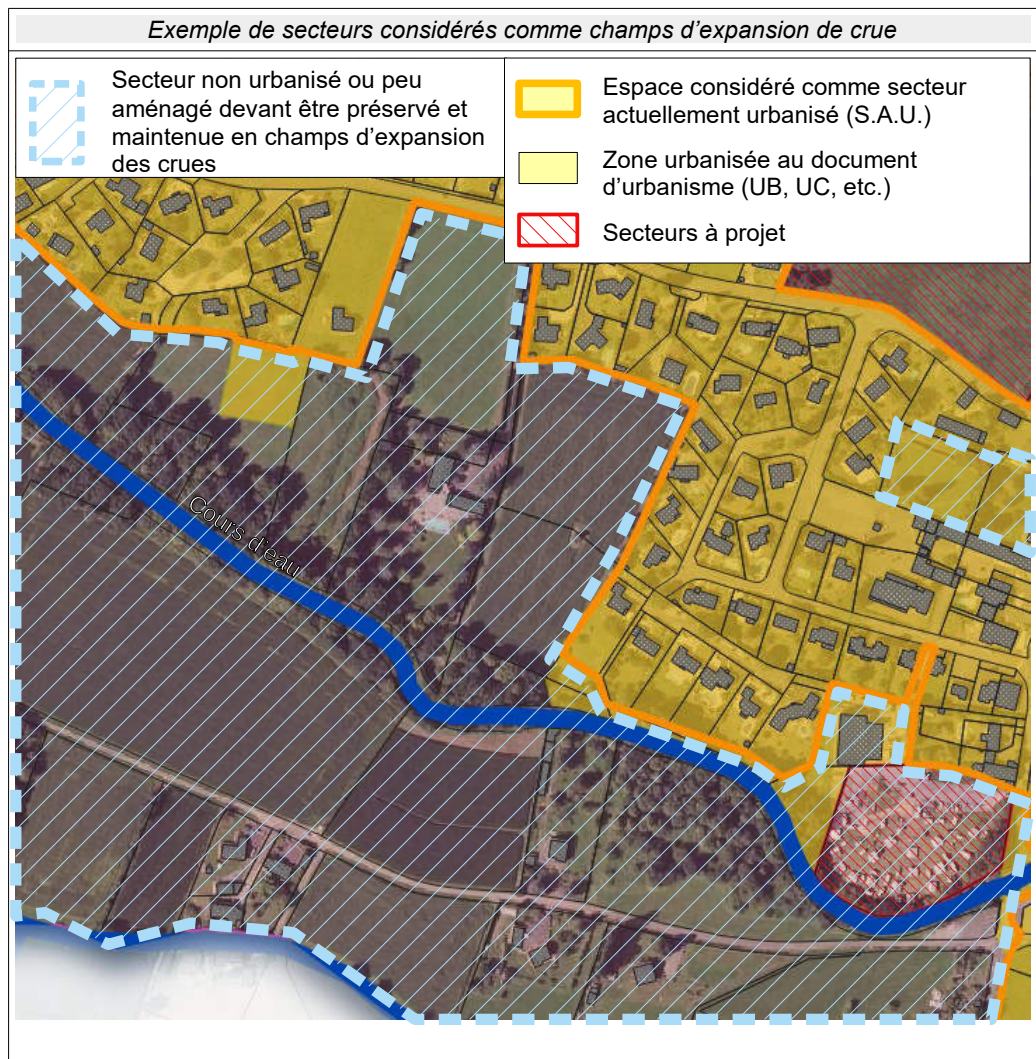 Exemple de secteurs considérés comme champs d'expansion de crue
Secteur non urbanisé ou peu
aménagé devant être préservé et
maintenue en champs d'expansion
des crues
Espace considéré comme secteur
actuellement urbanisé (S.A.U.)
Zone urbanisée au document
d'urbanisme (UB, UC, etc.)
Secteurs à projet
Cours d'eau